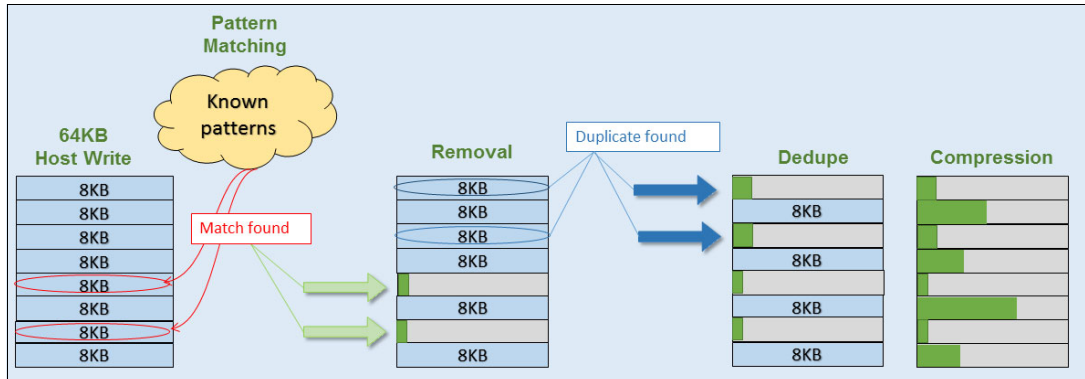 Pattern
Matching
Known
patterns
64KB
Host Write
8KB
8KB
8KB
8KB
8KB
8KB
8KB
8KB
Match found
Removal
8KB
8KB
8KB
8KB
8KB
8KB
Duplicate found
Dedupe
8KB
8KB
8KB
8KB
Compression